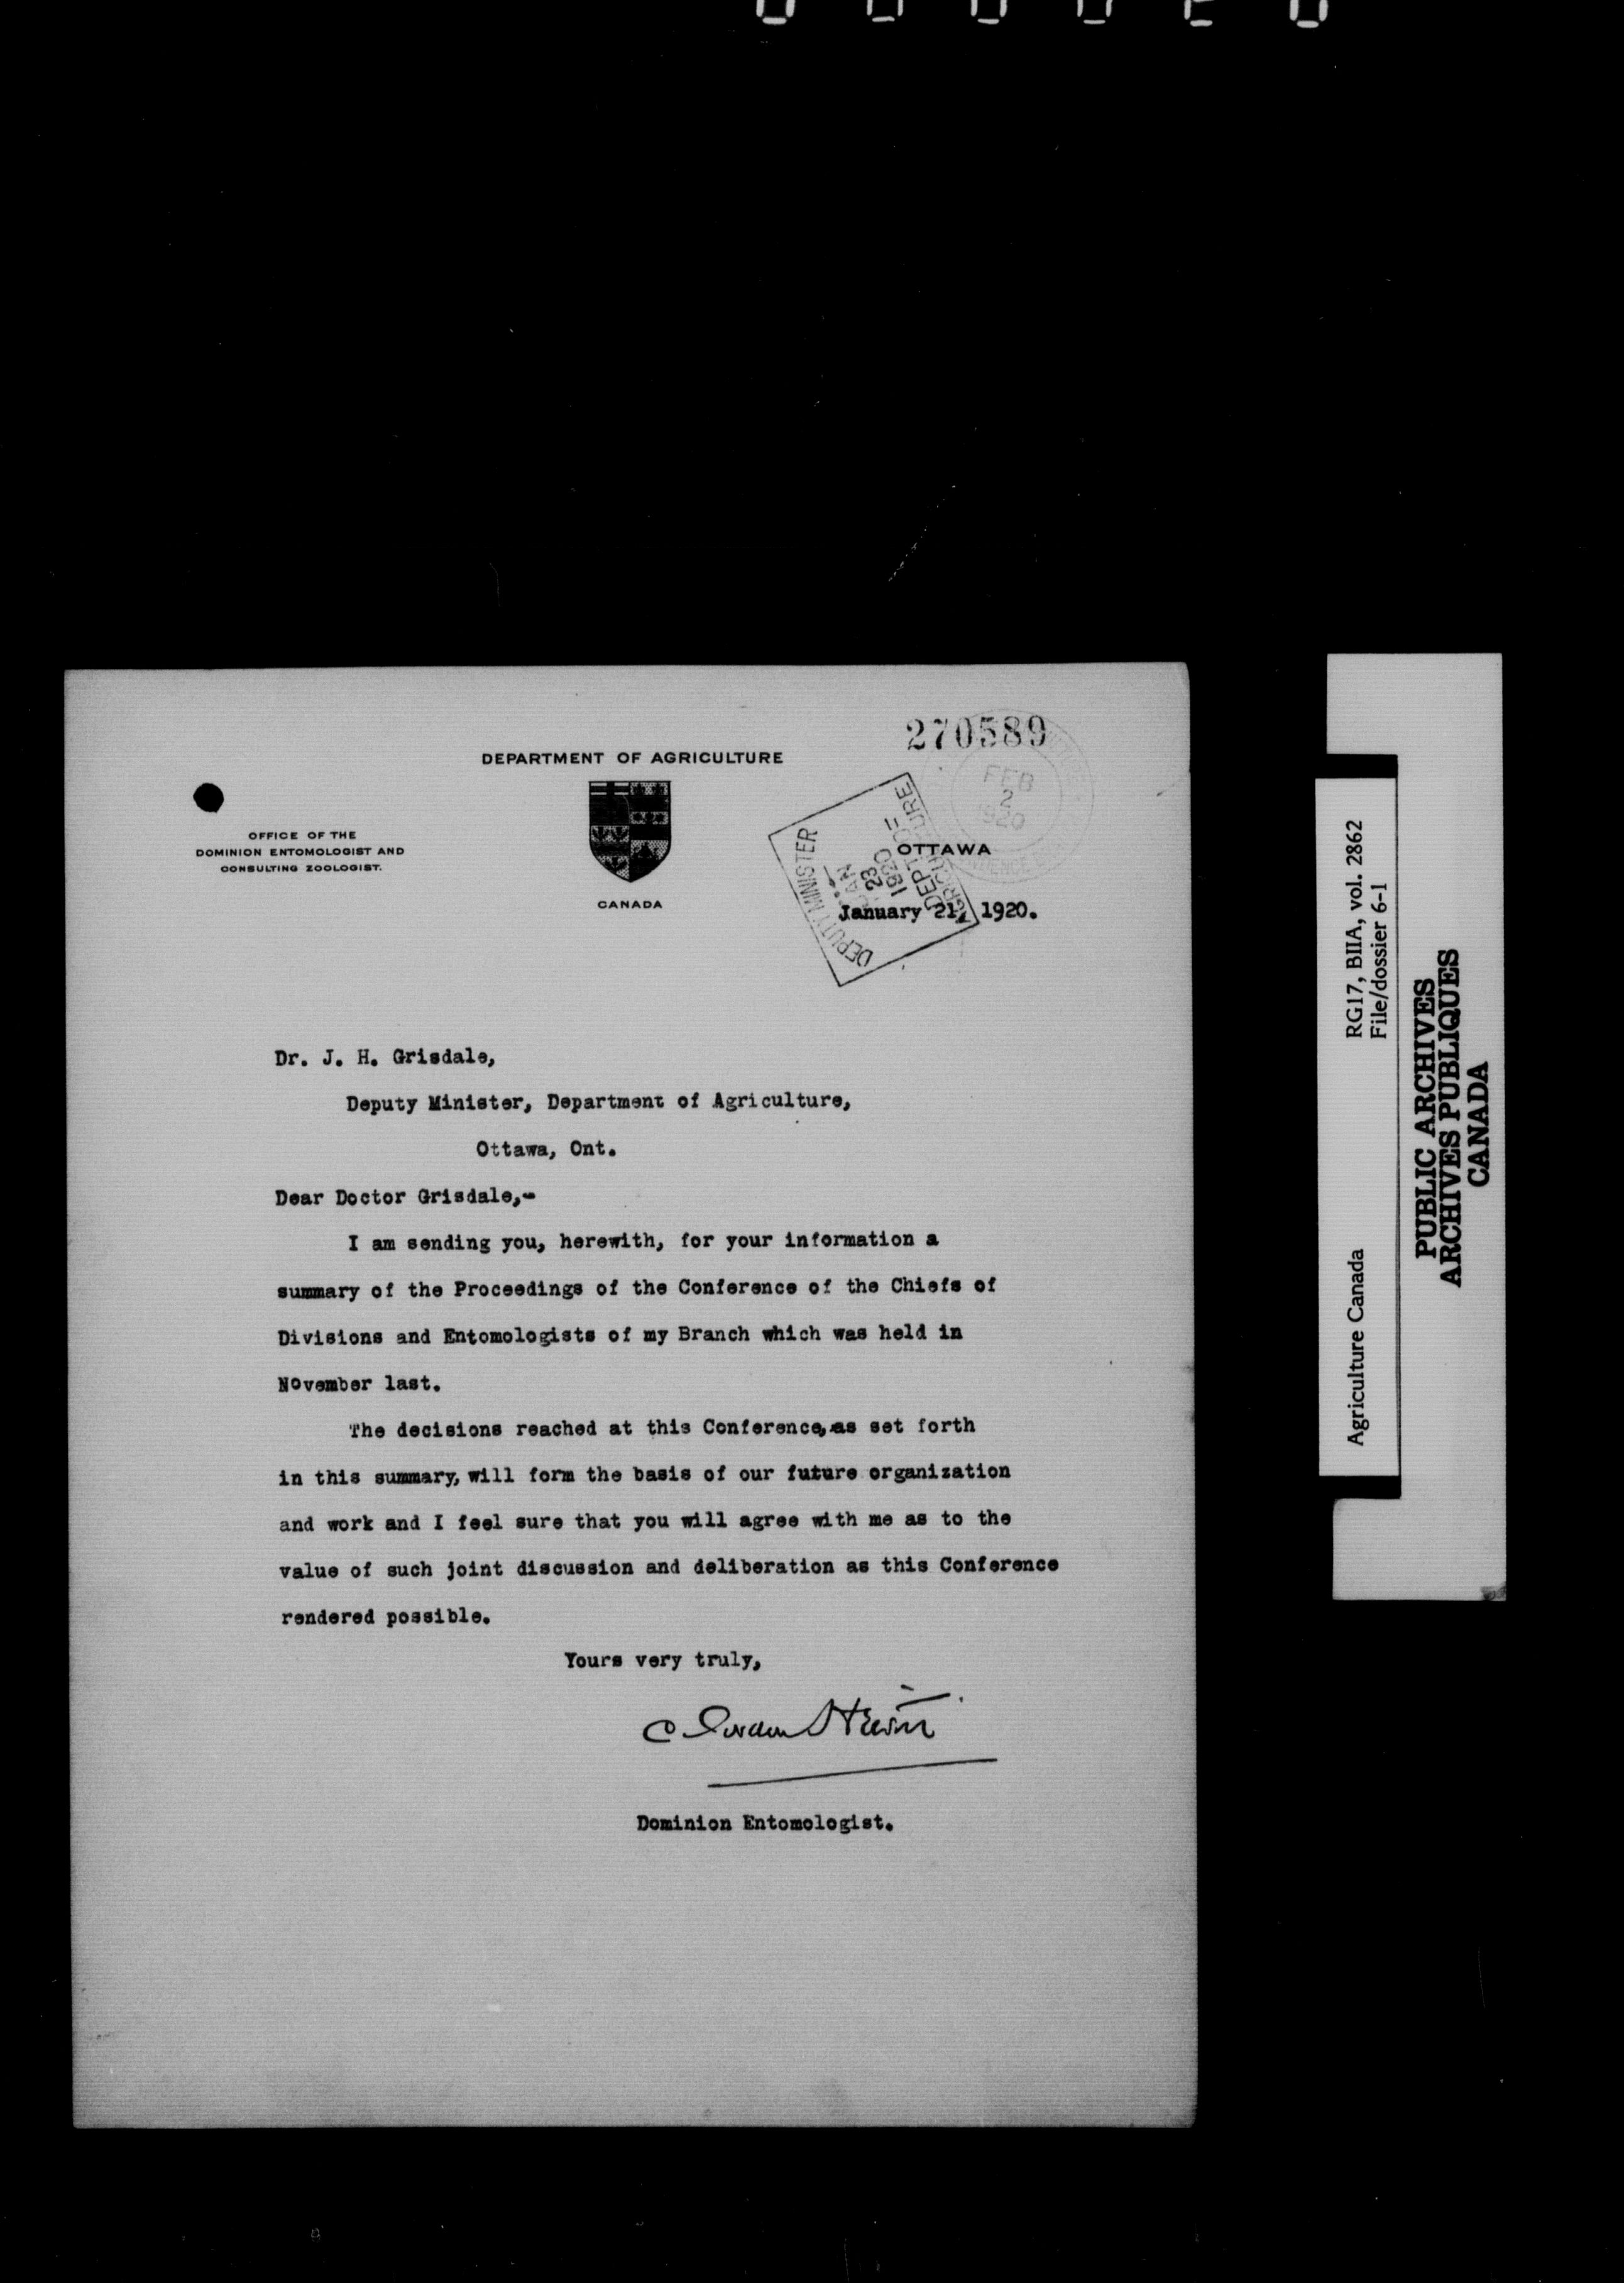 270589
DEPARTMENT OF AGRICULTURE
OFFICE OF THE
DOMINION ENTOMOLOGIST AND
CONSULTING ZOOLOGIST.
CANADA
FEB
2
1920
DEPUTY MINISTER
JAN
23
1920
DEPT OF
AGRICULTURE
OTTAWA
January 21, 1920.
Dr. J. H. Grisdale,
Deputy Minister, Department of Agriculture,
Ottawa, Ont.
Dear Doctor Grisdale,-
I am sending you, herewith, for your information a
summary of the Proceedings of the Conference of the Chiefs of
Divisions and Entomologists of my Branch which was held in
November last.
The decisions reached at this Conference, as set forth
in this summary, will form the basis of our future organization
and work and I feel sure that you will agree with me as to the
value of such joint discussion and deliberation as this Conference
rendered possible.
Yours very truly,
C Gordon Hewitt
Dominion Entomologist.
Agriculture Canada RG17, BIIA, vol. 2862
File/dossier 6-1
PUBLIC ARCHIVES
ARCHIVES PUBLIQUES
CANADA